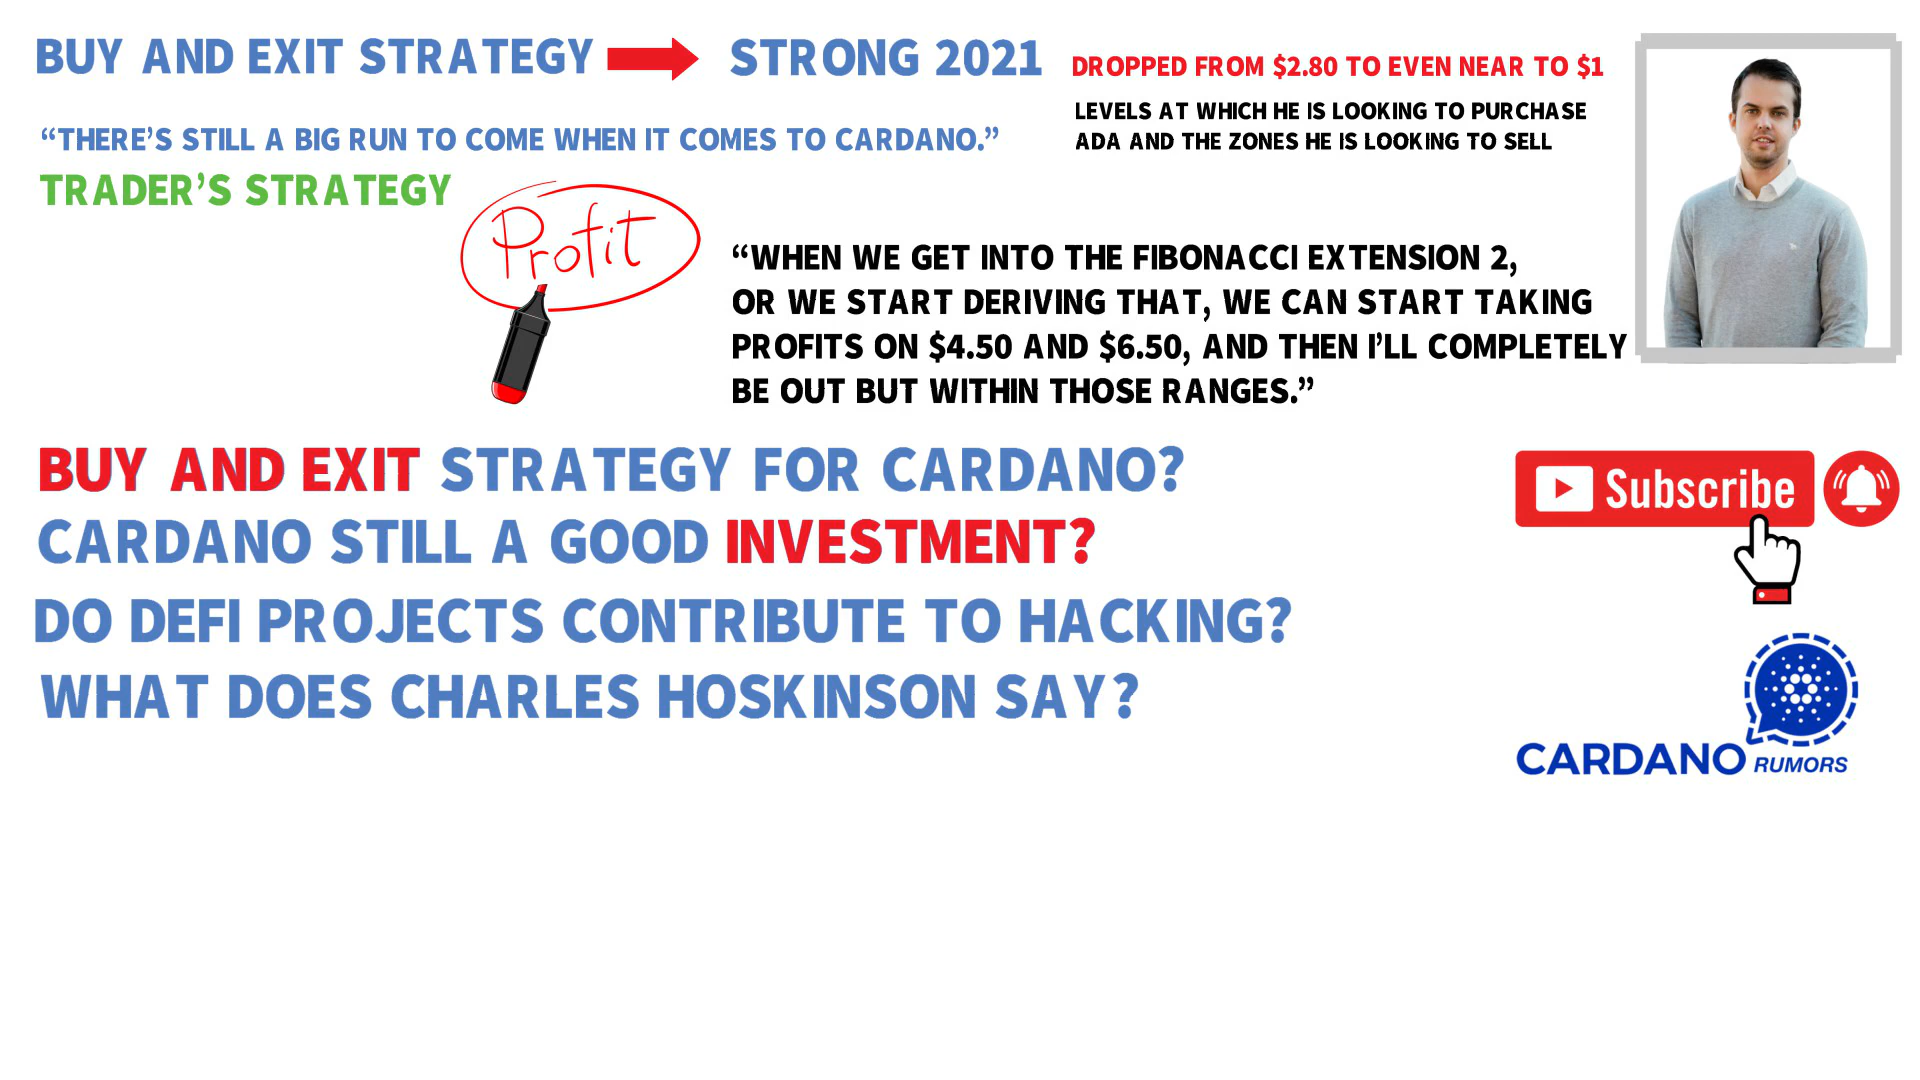 BUY AND EXIT STRATEGY
STRONG 2021
DROPPED FROM $2.80 TO EVEN NEAR TO $1
LEVELS AT WHICH HE IS LOOKING TO PURCHASE
ADA AND THE ZONES HE IS LOOKING TO SELL
“THERE’S STILL A BIG RUN TO COME WHEN IT COMES TO CARDANO.”
TRADER’S STRATEGY
Profit
“WHEN WE GET INTO THE FIBONACCI EXTENSION 2,
OR WE START DERIVING THAT, WE CAN START TAKING
PROFITS ON $4.50 AND $6.50, AND THEN I’LL COMPLETELY
BE OUT BUT WITHIN THOSE RANGES.”
BUY AND EXIT STRATEGY FOR CARDANO?
CARDANO STILL A GOOD INVESTMENT?
DO DEFI PROJECTS CONTRIBUTE TO HACKING?
WHAT DOES CHARLES HOSKINSON SAY?
Subscribe
CARDANO RUMORS